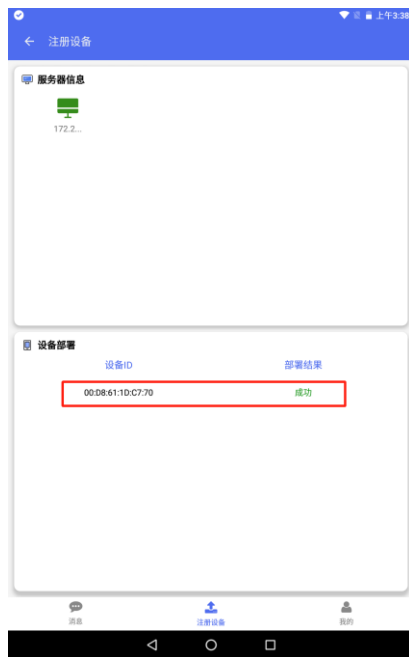 上午3:38
注册设备
服务器信息
172.2...
设备部署
设备ID 部署结果
00:D8:61:1D:C7:70 成功
消息 注册设备 我的